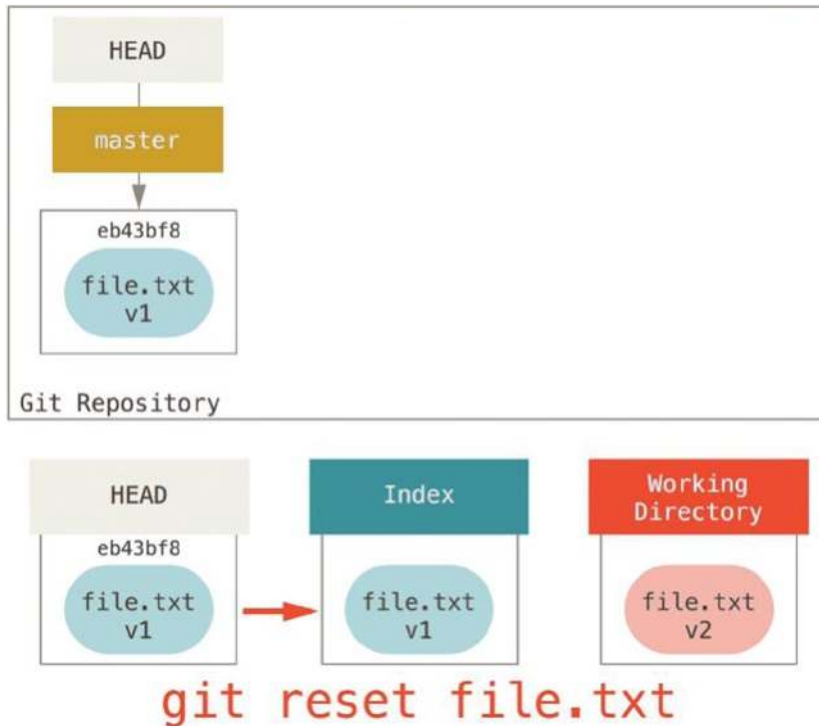 HEAD
master
eb43bf8
file.txt
v1
Git Repository
HEAD
Index
Working
Directory
eb43bf8
file.txt
v1
file.txt
v1
file.txt
v2
git reset file.txt